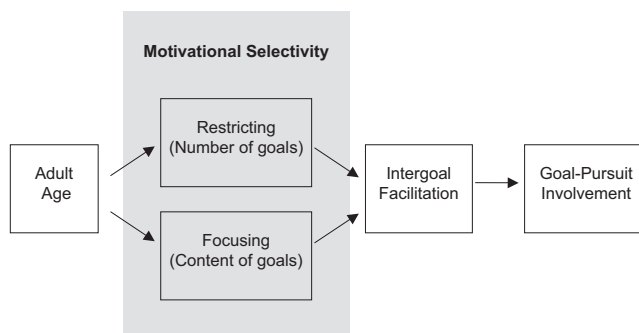 Motivational Selectivity
Restricting
(Number of goals)
Adult
Age
Intergoal
Facilitation
Goal-Pursuit
Involvement
Focusing
(Content of goals)